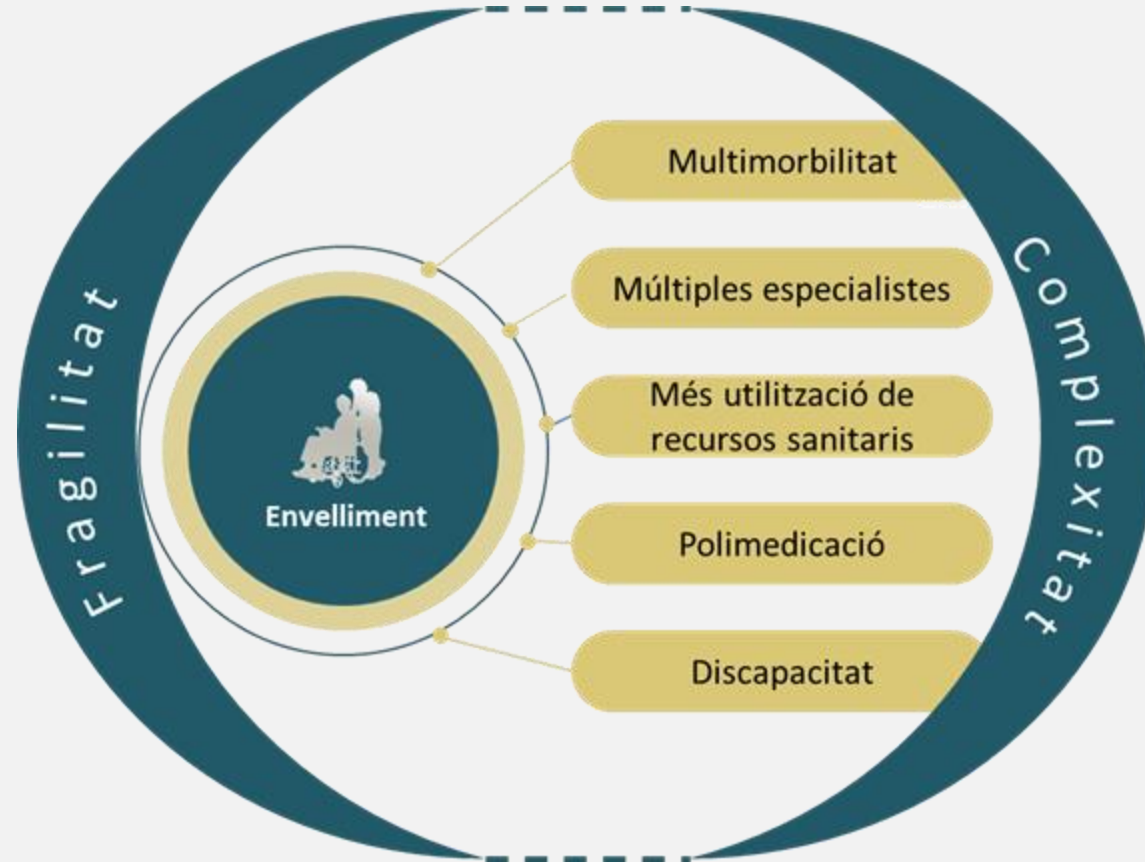 Fragilitat
Envelliment
Multimorbilitat
Múltiples especialistes
Més utilització de
recursos sanitaris
Polimedicació
Discapacitat
Complexitat